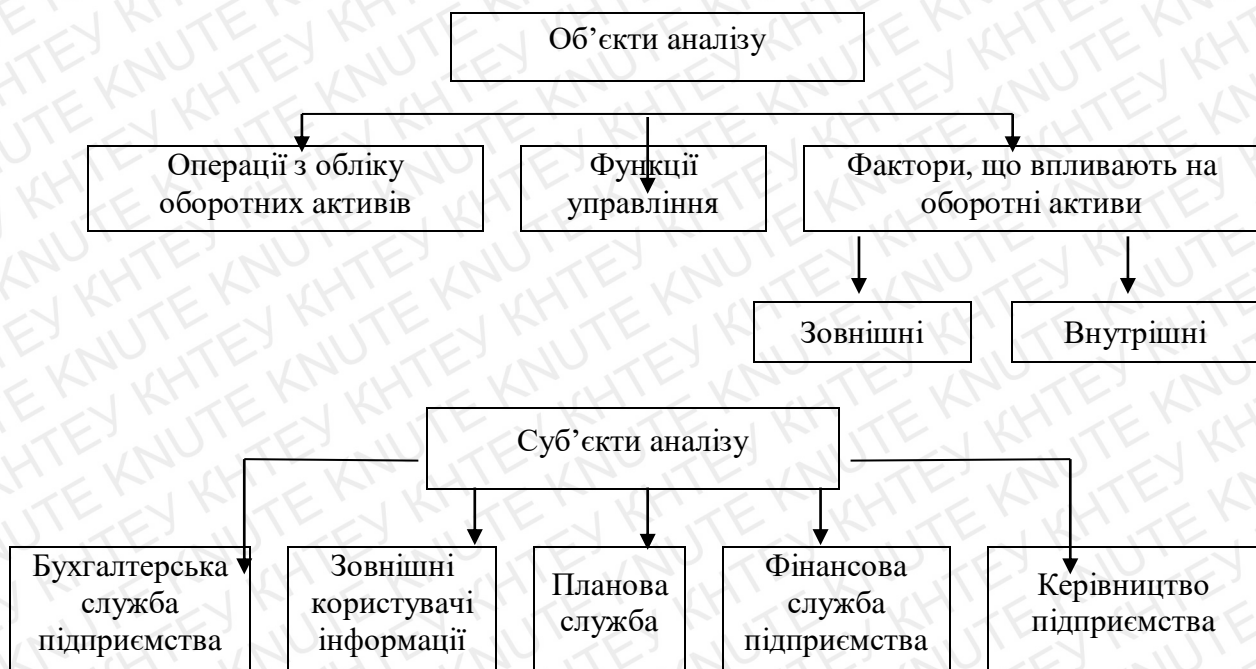 Об’єкти аналізу
Операції з обліку
оборотних активів
Функції
управління
Фактори, що впливають на
оборотні активи
Зовнішні
Внутрішні
Суб’єкти аналізу
Бухгалтерська
служба
підприємства
Зовнішні
користувачі
інформації
Планова
служба
Фінансова
служба
підприємства
Керівництво
підприємства